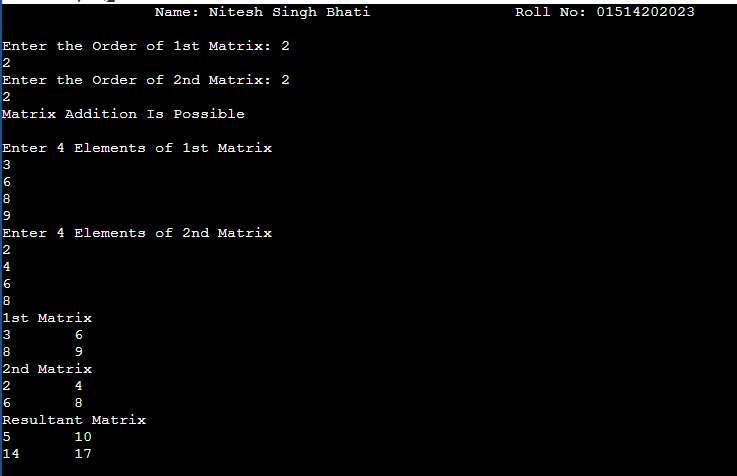 Name: Nitesh Singh Bhati Roll No: 01514202023
Enter the Order of 1st Matrix: 2
2
Enter the Order of 2nd Matrix: 2
2
Matrix Addition Is Possible
Enter 4 Elements of 1st Matrix
3
6
8
9
Enter 4 Elements of 2nd Matrix
2
4
6
8
1st Matrix
3 6
8 9
2nd Matrix
2 4
6 8
Resultant Matrix
5 10
14 17